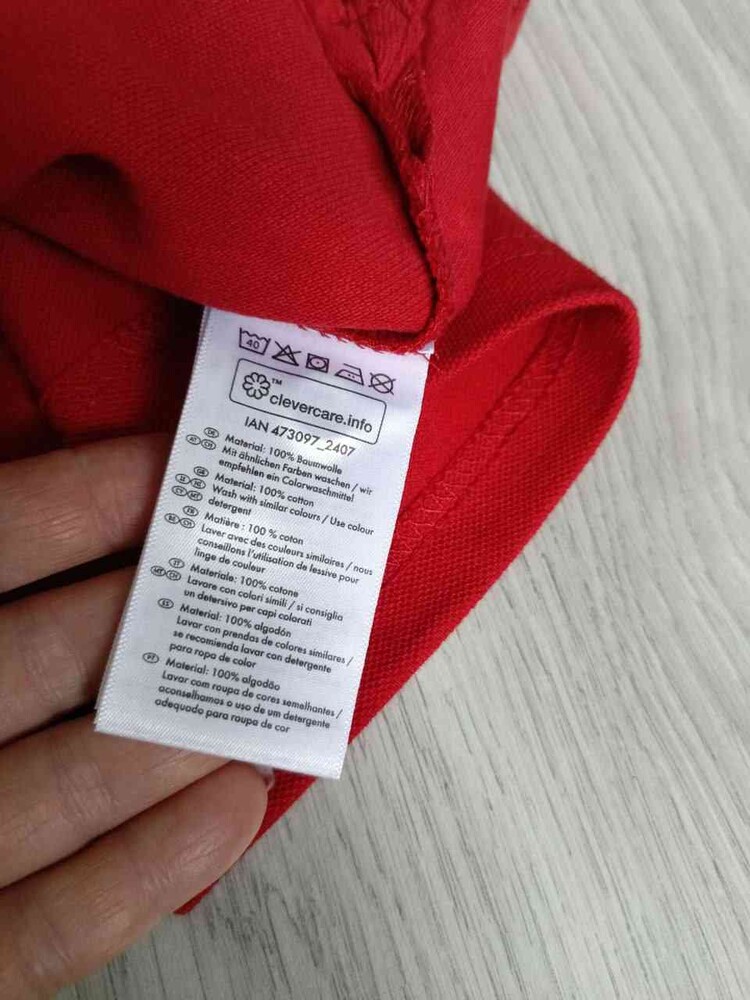 40
™
clevercare.info
IAN 473097_2407
DE AT CH Material: 100% Baumwolle
Mit ähnlichen Farben waschen / wir
empfehlen ein Colorwaschmittel
GB IE NI CY MT Material: 100% cotton
Wash with similar colours / Use colour
detergent
FR BE CH Matière : 100 % coton
Laver avec des couleurs similaires / nous
conseillons l'utilisation de lessive pour
linge de couleur
IT MT CH Materiale: 100% cotone
Lavare con colori simili / si consiglia
un detersivo per capi colorati
ES Material: 100% algodón
Lavar con prendas de colores similares /
se recomienda lavar con detergente
para ropa de color
PT Material: 100% algodão
Lavar com roupa de cores semelhantes /
aconselhamos o uso de um detergente
adequado para roupa de cor